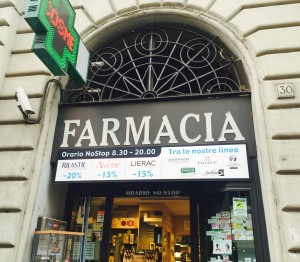 COSME
30
FARMACIA
Orario NoStop 8.30 - 20.00 Tra le nostre linee
RILASTIL Avène LIERAC
-20% -15% -15%
ORARIO NO STOP